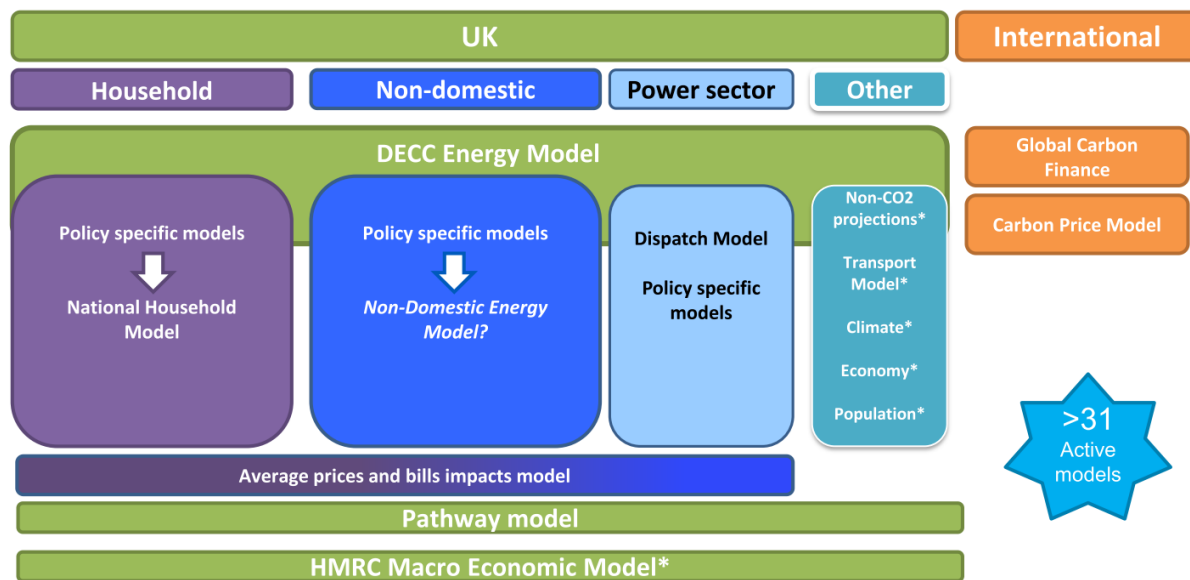 UK
International
Household
Non-domestic
Power sector
Other
DECC Energy Model
Global Carbon
Finance
Carbon Price Model
Policy specific models
National Household
Model
Policy specific models
Non-Domestic Energy
Model?
Dispatch Model
Policy specific
models
Non-CO2
projections*
Transport
Model*
Climate*
Economy*
Population*
>31
Active
models
Average prices and bills impacts model
Pathway model
HMRC Macro Economic Model*